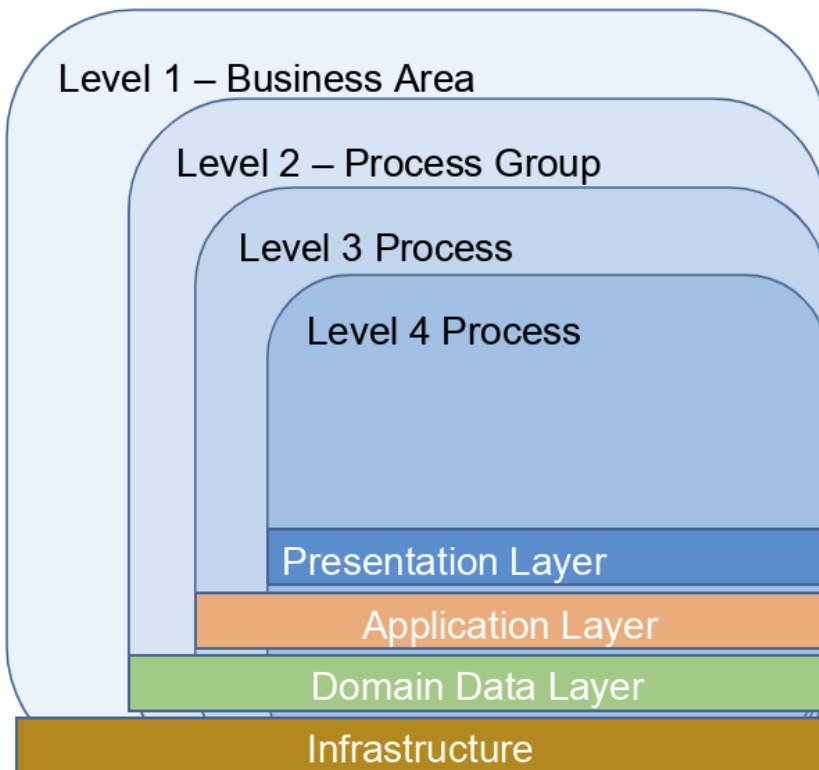 Level 1 – Business Area
Level 2 – Process Group
Level 3 Process
Level 4 Process
Presentation Layer
Application Layer
Domain Data Layer
Infrastructure